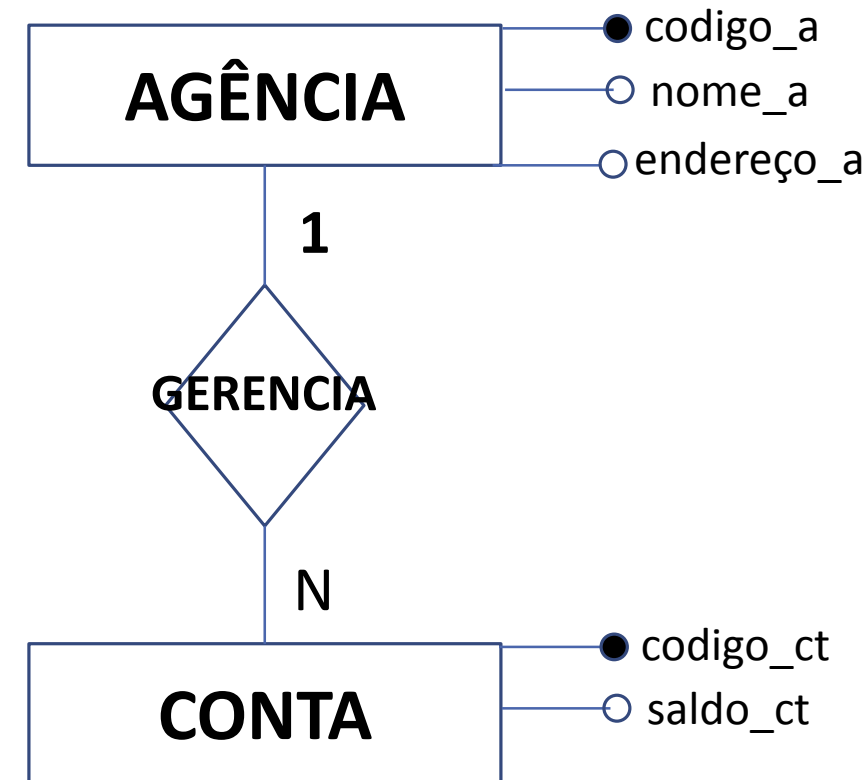 codigo_a
AGÊNCIA
nome_a
endereço_a
1
GERENCIA
N
codigo_ct
CONTA
saldo_ct